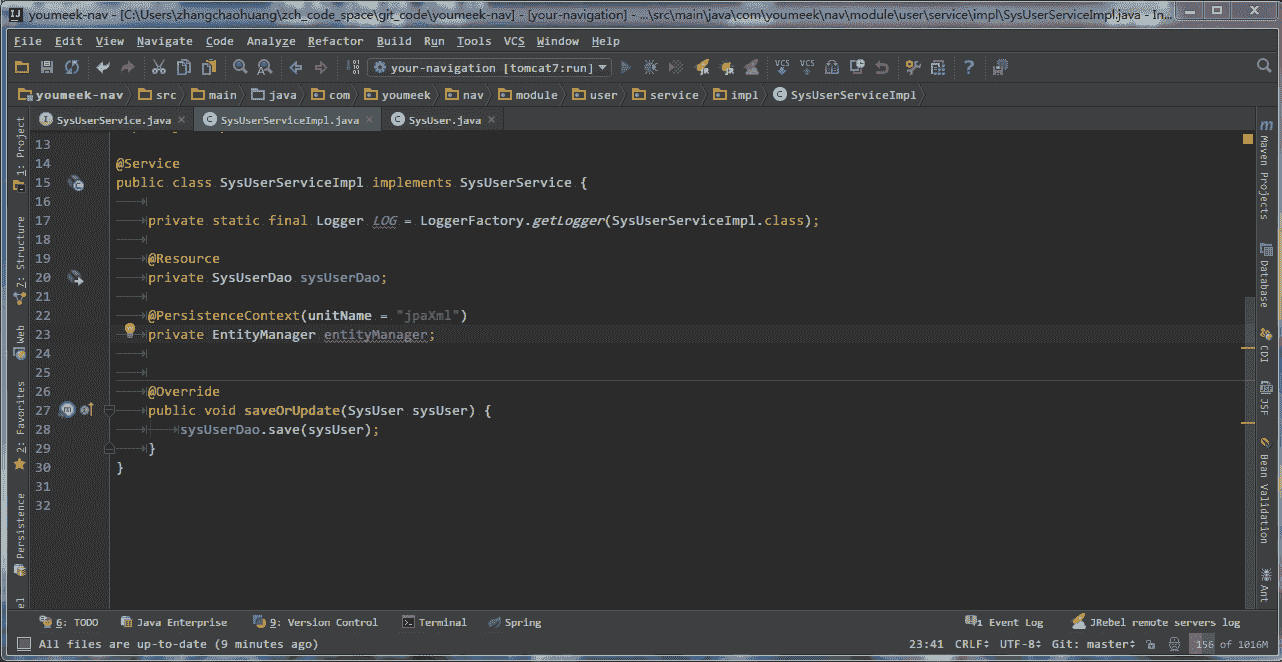 youmeek-nav - [C:\Users\zhangchaohuang\zch_code_space\git_code\youmeek-nav] - [your-navigation] - ...\src\main\java\com\youmeek\nav\module\user\service\impl\SysUserServiceImpl.java - In...
File Edit View Navigate Code Analyze Refactor Build Run Tools VCS Window Help
your-navigation [tomcat7:run] VCS VCS ?
youmeek-nav src main java com youmeek nav module user service impl SysUserServiceImpl
SysUserService.java SysUserServiceImpl.java SysUser.java
13
14 @Service
15 public class SysUserServiceImpl implements SysUserService {
16
17 private static final Logger LOG = LoggerFactory.getLogger(SysUserServiceImpl.class);
18
19 @Resource
20 private SysUserDao sysUserDao;
21
22 @PersistenceContext(unitName = "jpaXml")
23 private EntityManager entityManager;
24
25
26 @Override
27 public void saveOrUpdate(SysUser sysUser) {
28 sysUserDao.save(sysUser);
29 }
30 }
31
32
1: Project
7: Structure
Web
2: Favorites
Persistence
Maven Projects
Database
CDI
JSF
Bean Validation
Ant
6: TODO Java Enterprise 9: Version Control Terminal Spring 1 Event Log JRebel remote servers log
All files are up-to-date (9 minutes ago) 23:41 CRLF UTF-8 Git: master 156 of 1016M